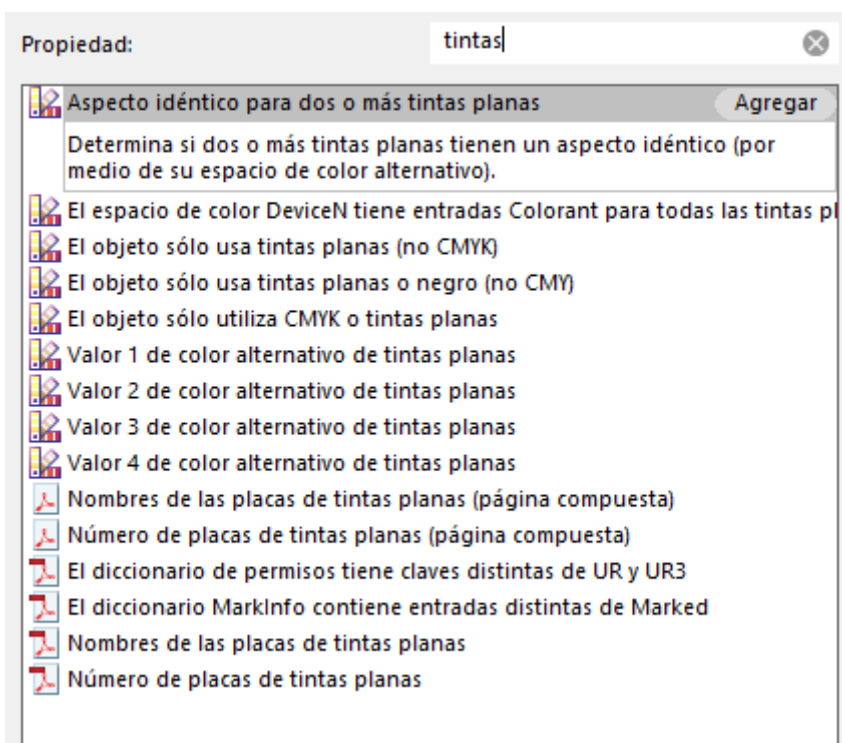 Propiedad:
tintas
Aspecto idéntico para dos o más tintas planas
Agregar
Determina si dos o más tintas planas tienen un aspecto idéntico (por
medio de su espacio de color alternativo).
El espacio de color DeviceN tiene entradas Colorant para todas las tintas pl
El objeto sólo usa tintas planas (no CMYK)
El objeto sólo usa tintas planas o negro (no CMY)
El objeto sólo utiliza CMYK o tintas planas
Valor 1 de color alternativo de tintas planas
Valor 2 de color alternativo de tintas planas
Valor 3 de color alternativo de tintas planas
Valor 4 de color alternativo de tintas planas
Nombres de las placas de tintas planas (página compuesta)
Número de placas de tintas planas (página compuesta)
El diccionario de permisos tiene claves distintas de UR y UR3
El diccionario MarkInfo contiene entradas distintas de Marked
Nombres de las placas de tintas planas
Número de placas de tintas planas